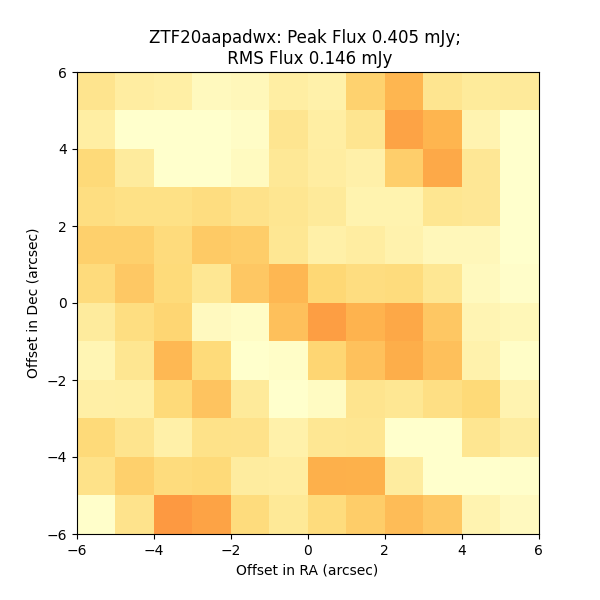 ZTF20aapadwx: Peak Flux 0.405 mJy;
RMS Flux 0.146 mJy
6
4
2
0
−2
−4
−6
Offset in Dec (arcsec)
−6 −4 −2 0 2 4 6
Offset in RA (arcsec)